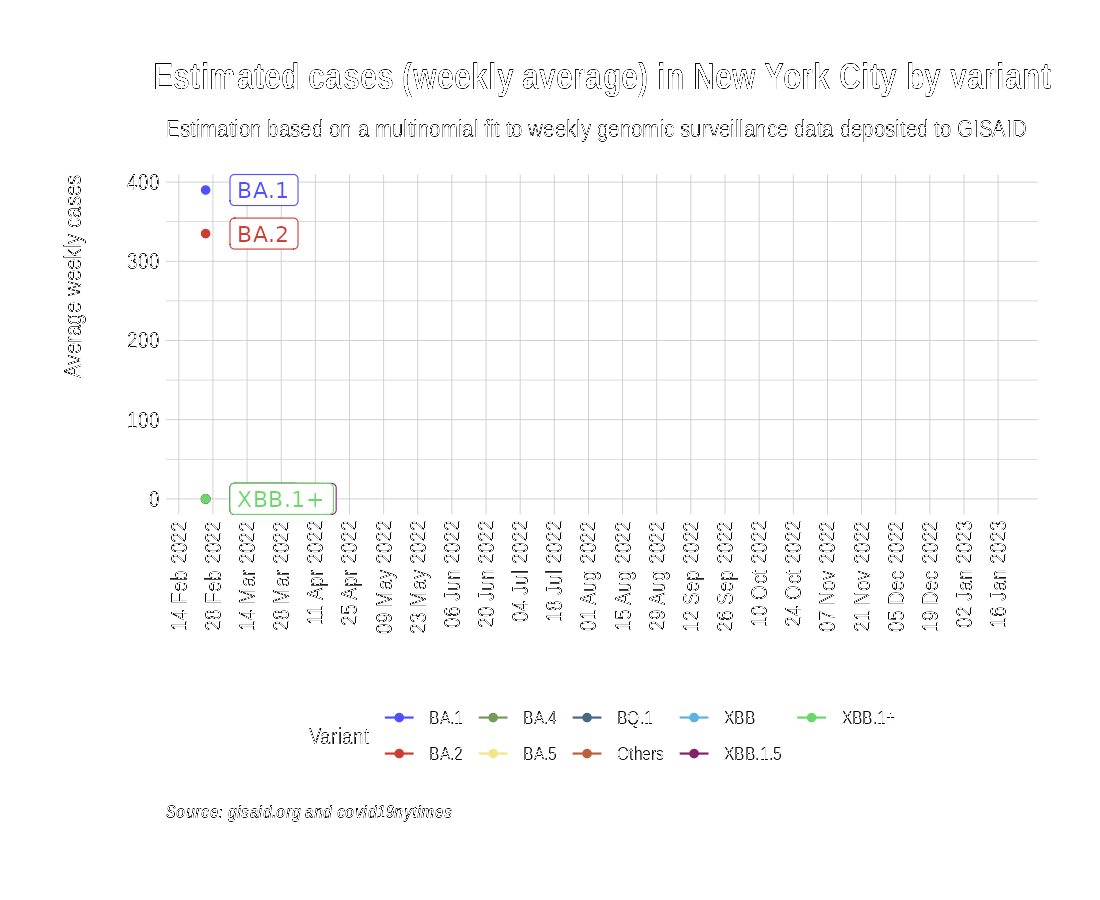 Estimated cases (weekly average) in New York City by variant
Estimation based on a multinomial fit to weekly genomic surveillance data deposited to GISAID
Average weekly cases
400
300
200
100
0
BA.1
BA.2
XBB.1+
14 Feb 2022
28 Feb 2022
14 Mar 2022
28 Mar 2022
11 Apr 2022
25 Apr 2022
09 May 2022
23 May 2022
06 Jun 2022
20 Jun 2022
04 Jul 2022
18 Jul 2022
01 Aug 2022
15 Aug 2022
29 Aug 2022
12 Sep 2022
26 Sep 2022
10 Oct 2022
24 Oct 2022
07 Nov 2022
21 Nov 2022
05 Dec 2022
19 Dec 2022
02 Jan 2023
16 Jan 2023
Variant
BA.1 BA.4 BQ.1 XBB XBB.1+
BA.2 BA.5 Others XBB.1.5
Source: gisaid.org and covid19nytimes